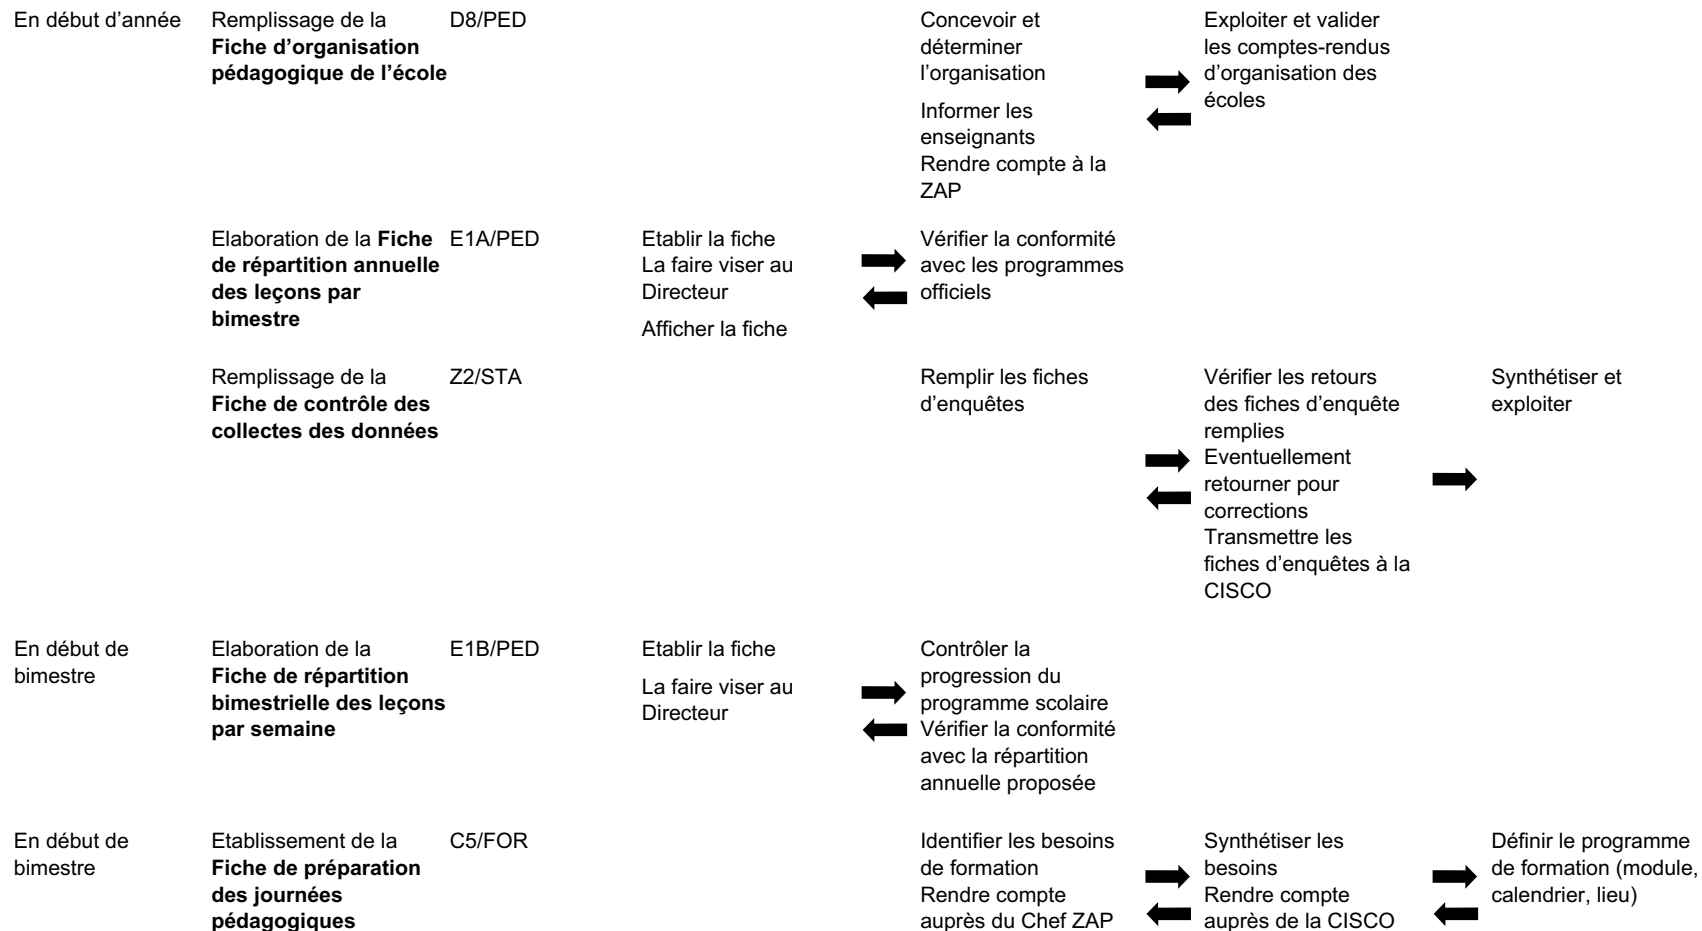 En début d’année
Remplissage de la
Fiche d’organisation
pédagogique de l’école
D8/PED
Concevoir et
déterminer
l’organisation
Informer les
enseignants
Rendre compte à la
ZAP
Exploiter et valider
les comptes-rendus
d’organisation des
écoles
Elaboration de la Fiche
de répartition annuelle
des leçons par
bimestre
E1A/PED
Etablir la fiche
La faire viser au
Directeur
Afficher la fiche
Vérifier la conformité
avec les programmes
officiels
Remplissage de la
Fiche de contrôle des
collectes des données
Z2/STA
Remplir les fiches
d’enquêtes
Vérifier les retours
des fiches d’enquête
remplies
Eventuellement
retourner pour
corrections
Transmettre les
fiches d’enquêtes à la
CISCO
Synthétiser et
exploiter
En début de
bimestre
Elaboration de la
Fiche de répartition
bimestrielle des leçons
par semaine
E1B/PED
Etablir la fiche
La faire viser au
Directeur
Contrôler la
progression du
programme scolaire
Vérifier la conformité
avec la répartition
annuelle proposée
En début de
bimestre
Etablissement de la
Fiche de préparation
des journées
pédagogiques
C5/FOR
Identifier les besoins
de formation
Rendre compte
auprès du Chef ZAP
Synthétiser les
besoins
Rendre compte
auprès de la CISCO
Définir le programme
de formation (module,
calendrier, lieu)